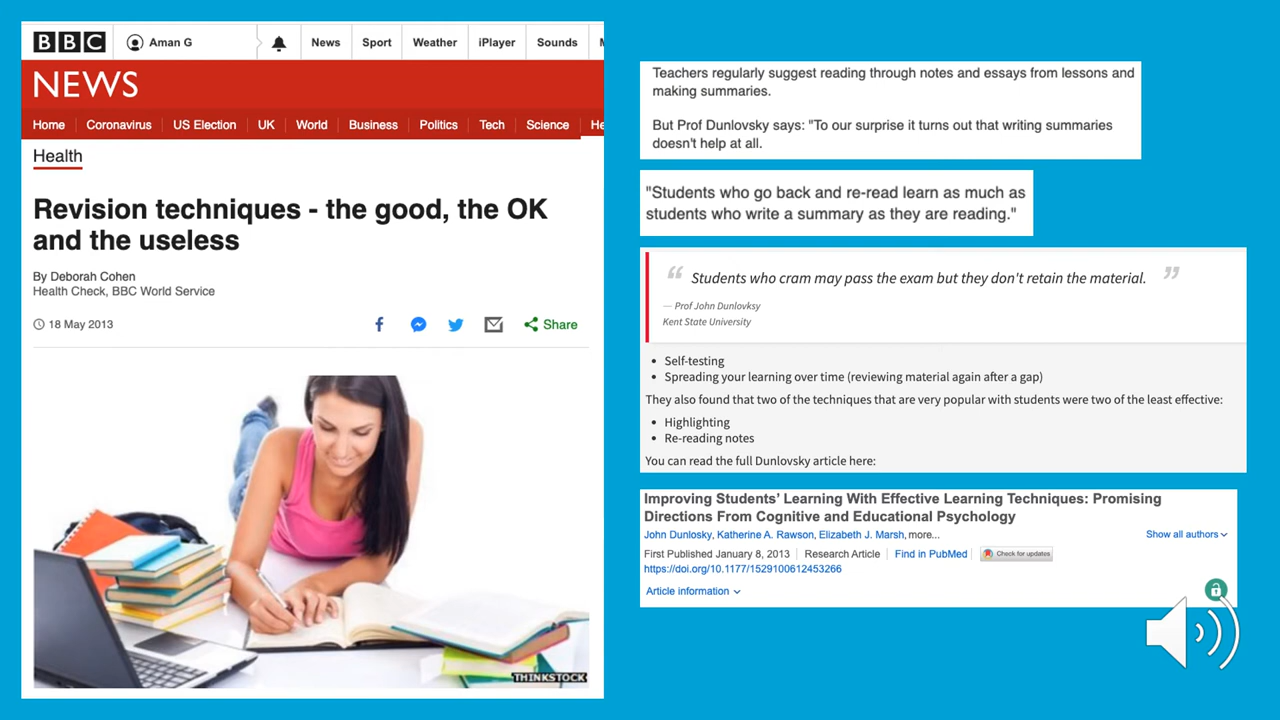 BBC
Aman G
News
Sport
Weather
iPlayer
Sounds
NEWS
Home
Coronavirus
US Election
UK
World
Business
Politics
Tech
Science
He
Health
Revision techniques - the good, the OK
and the useless
By Deborah Cohen
Health Check, BBC World Service
18 May 2013
Share
THINKSTOCK
Teachers regularly suggest reading through notes and essays from lessons and
making summaries.
But Prof Dunlovsky says: "To our surprise it turns out that writing summaries
doesn't help at all.
"Students who go back and re-read learn as much as
students who write a summary as they are reading."
“ Students who cram may pass the exam but they don't retain the material. ”
— Prof John Dunlovksy
Kent State University
• Self-testing
• Spreading your learning over time (reviewing material again after a gap)
They also found that two of the techniques that are very popular with students were two of the least effective:
• Highlighting
• Re-reading notes
You can read the full Dunlovsky article here:
Improving Students’ Learning With Effective Learning Techniques: Promising
Directions From Cognitive and Educational Psychology
John Dunlosky, Katherine A. Rawson, Elizabeth J. Marsh, more...
Show all authors
First Published January 8, 2013 | Research Article | Find in PubMed | Check for updates
https://doi.org/10.1177/1529100612453266
Article information